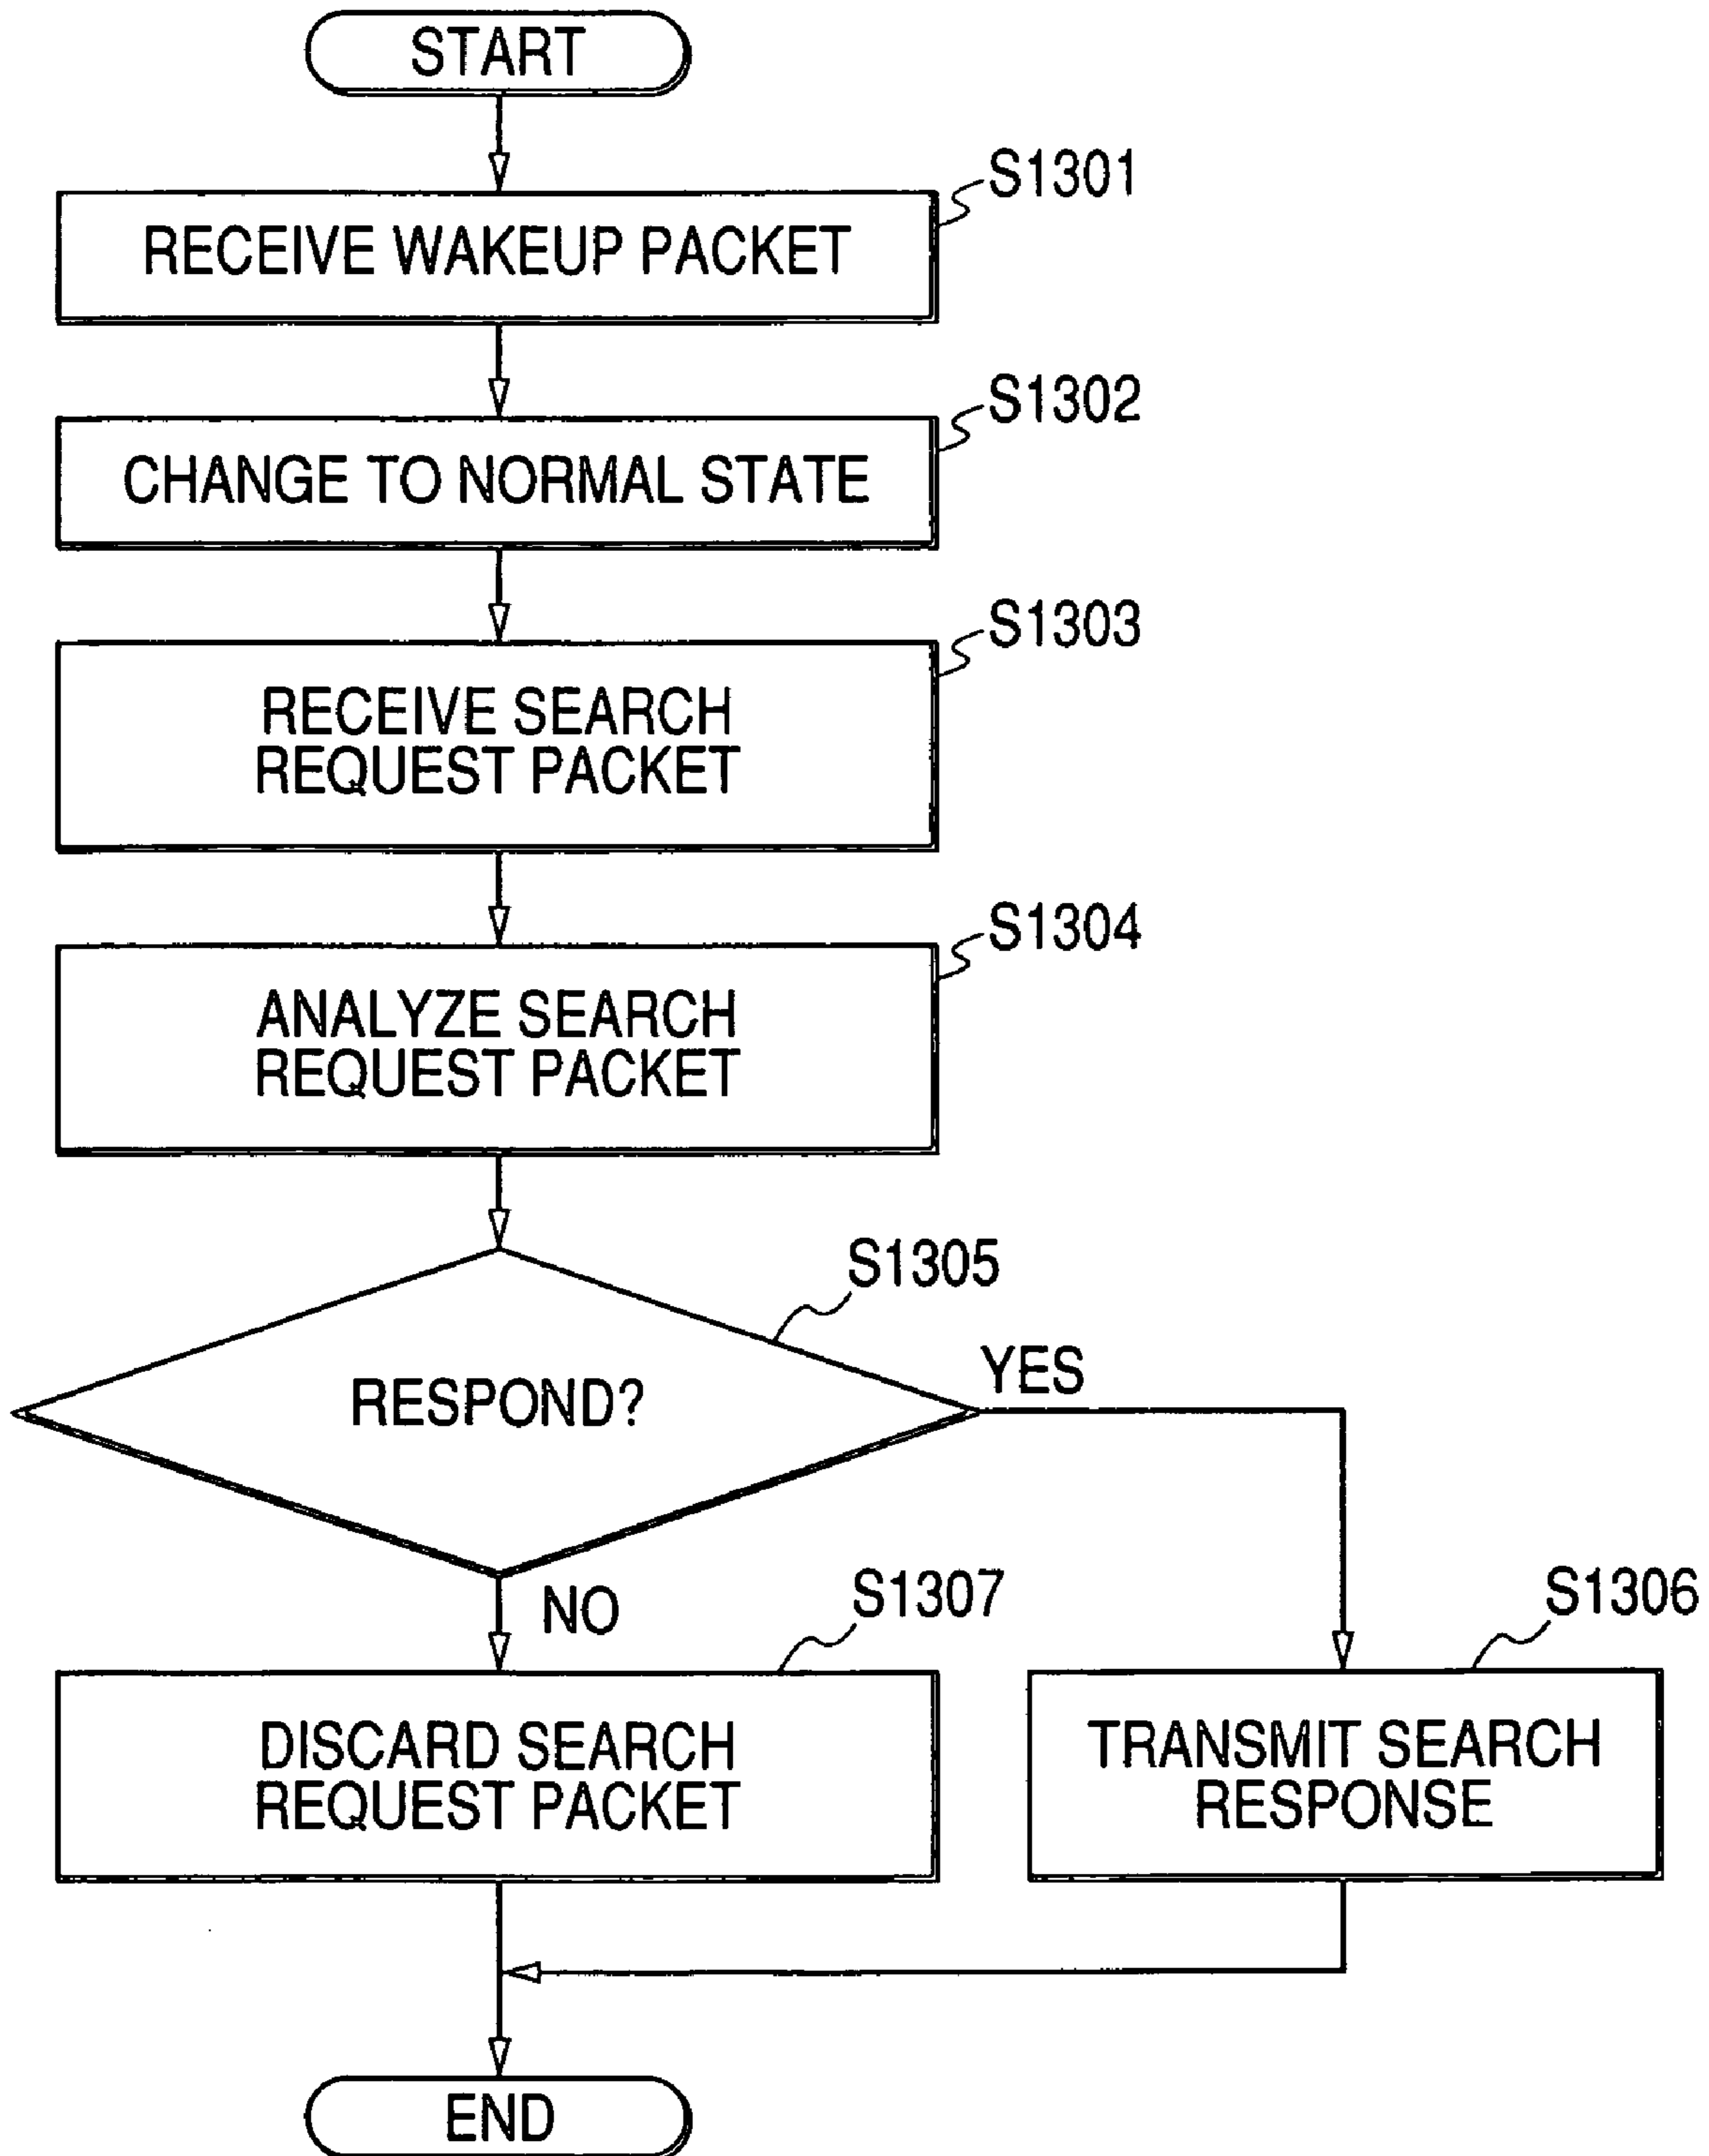 START
S1301
RECEIVE WAKEUP PACKET
S1302
CHANGE TO NORMAL STATE
S1303
RECEIVE SEARCH
REQUEST PACKET
S1304
ANALYZE SEARCH
REQUEST PACKET
S1305
RESPOND?
YES
NO
S1307
DISCARD SEARCH
REQUEST PACKET
S1306
TRANSMIT SEARCH
RESPONSE
END